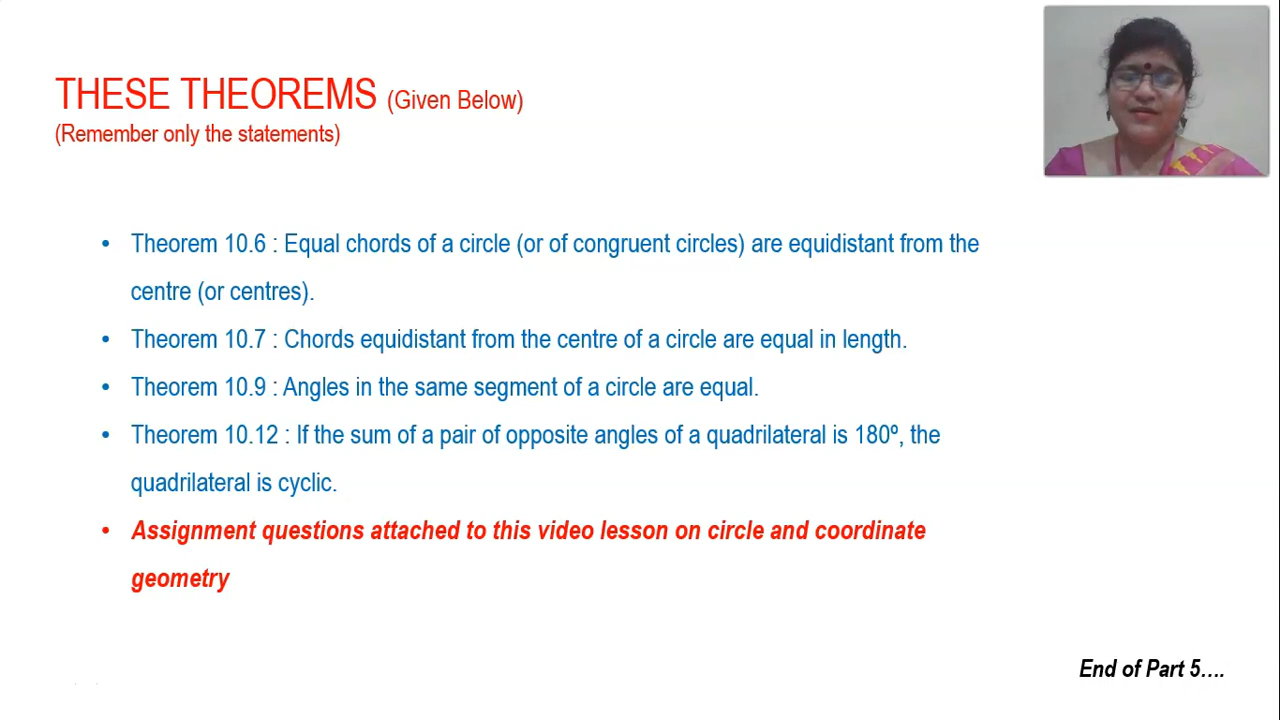 THESE THEOREMS (Given Below)
(Remember only the statements)
• Theorem 10.6 : Equal chords of a circle (or of congruent circles) are equidistant from the
centre (or centres).
• Theorem 10.7 : Chords equidistant from the centre of a circle are equal in length.
• Theorem 10.9 : Angles in the same segment of a circle are equal.
• Theorem 10.12 : If the sum of a pair of opposite angles of a quadrilateral is 180º, the
quadrilateral is cyclic.
• Assignment questions attached to this video lesson on circle and coordinate
geometry
End of Part 5….